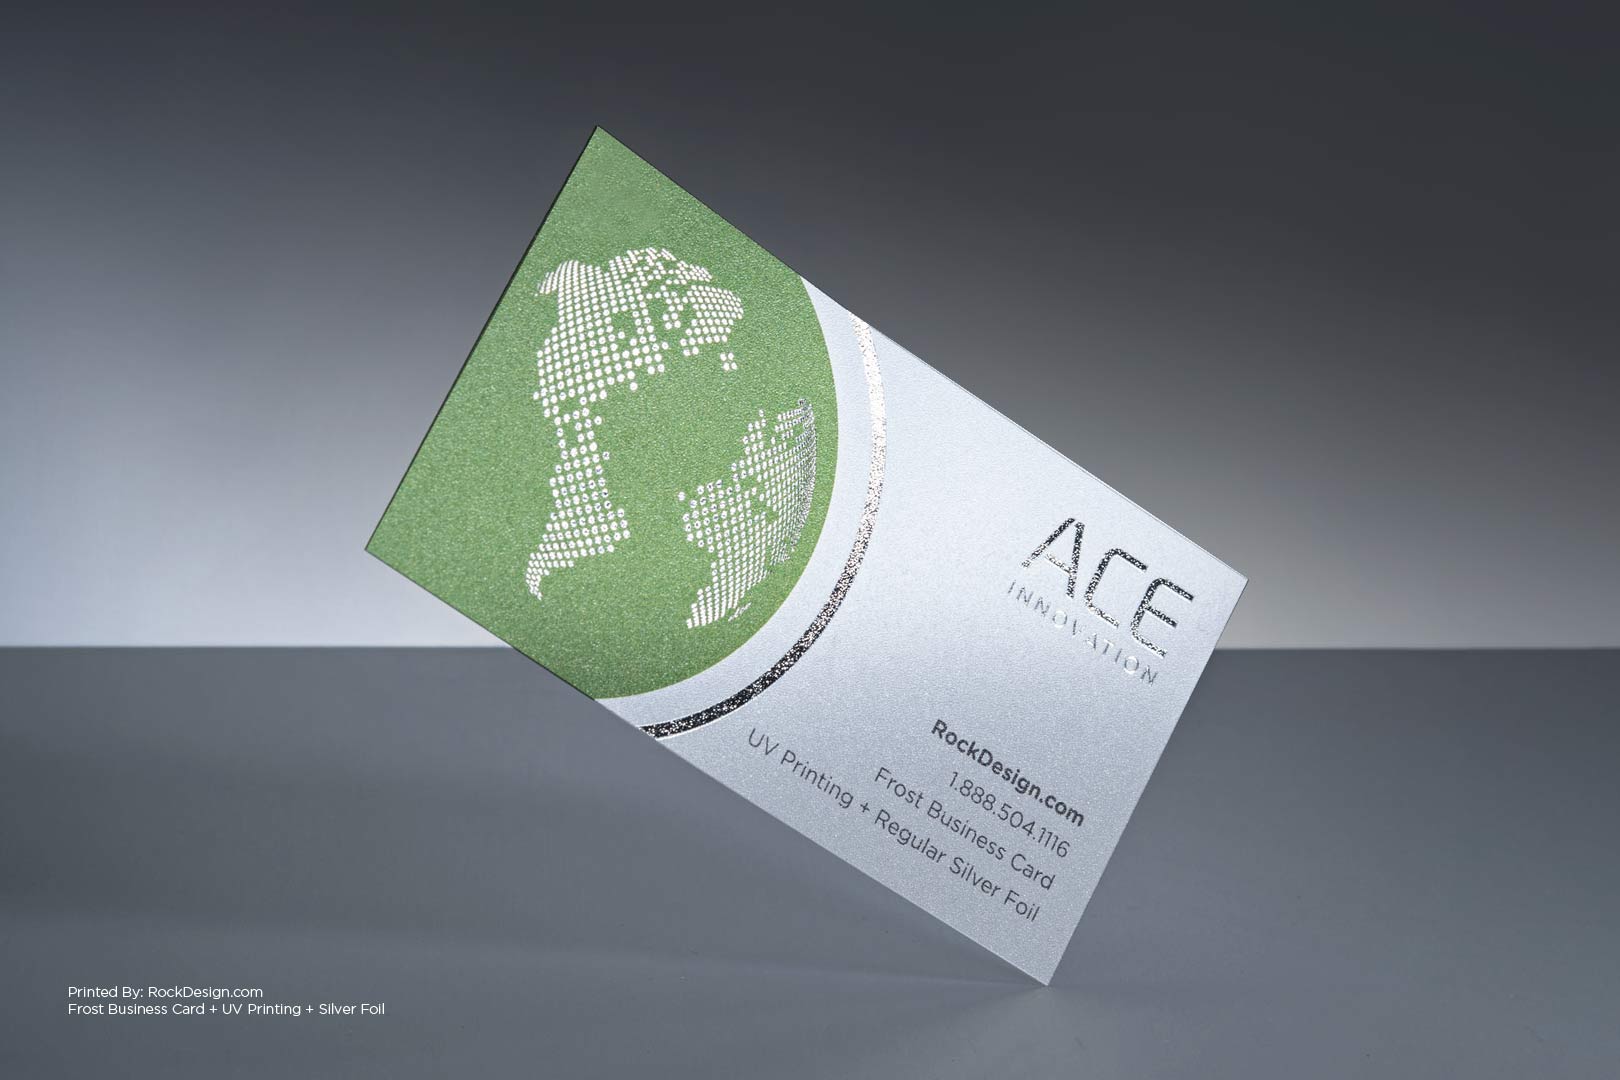 ACE
INNOVATION
RockDesign.com
1.888.504.1116
Frost Business Card
UV Printing + Regular Silver Foil
Printed By: RockDesign.com
Frost Business Card + UV Printing + Silver Foil